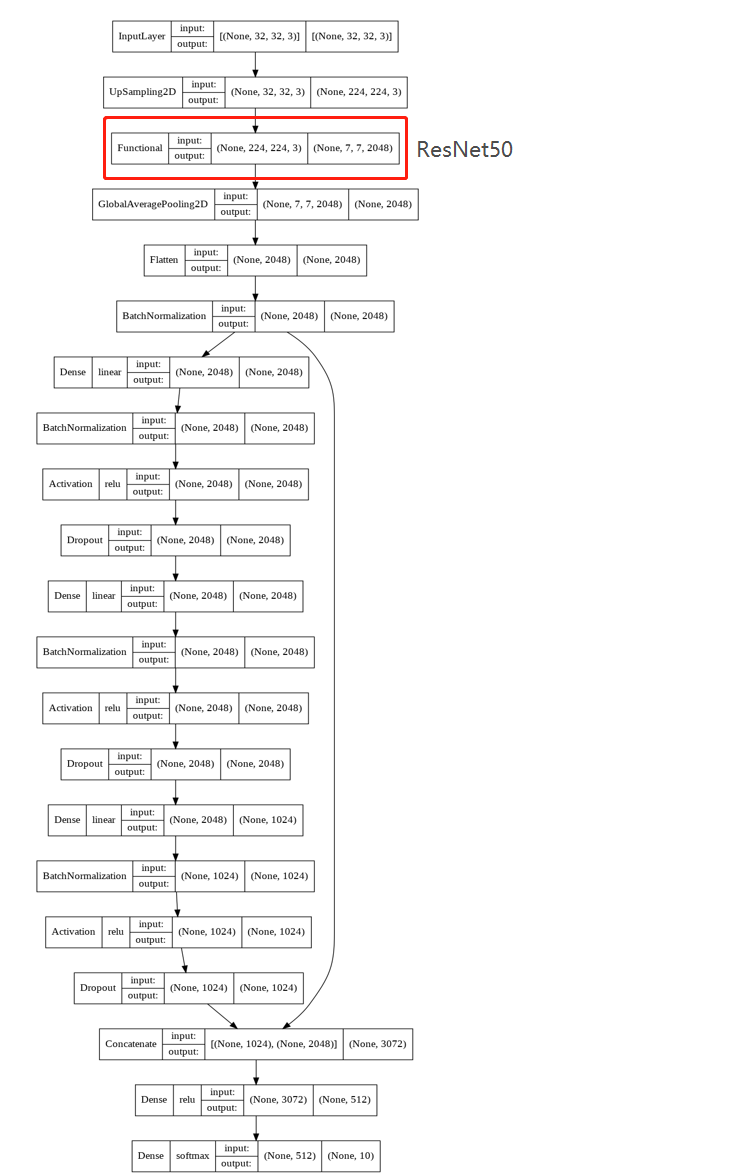 InputLayer input: output: [(None, 32, 32, 3)] [(None, 32, 32, 3)]
UpSampling2D input: output: (None, 32, 32, 3) (None, 224, 224, 3)
Functional input: output: (None, 224, 224, 3) (None, 7, 7, 2048) ResNet50
GlobalAveragePooling2D input: output: (None, 7, 7, 2048) (None, 2048)
Flatten input: output: (None, 2048) (None, 2048)
BatchNormalization input: output: (None, 2048) (None, 2048)
Dense linear input: output: (None, 2048) (None, 2048)
BatchNormalization input: output: (None, 2048) (None, 2048)
Activation relu input: output: (None, 2048) (None, 2048)
Dropout input: output: (None, 2048) (None, 2048)
Dense linear input: output: (None, 2048) (None, 2048)
BatchNormalization input: output: (None, 2048) (None, 2048)
Activation relu input: output: (None, 2048) (None, 2048)
Dropout input: output: (None, 2048) (None, 2048)
Dense linear input: output: (None, 2048) (None, 1024)
BatchNormalization input: output: (None, 1024) (None, 1024)
Activation relu input: output: (None, 1024) (None, 1024)
Dropout input: output: (None, 1024) (None, 1024)
Concatenate input: output: [(None, 1024), (None, 2048)] (None, 3072)
Dense relu input: output: (None, 3072) (None, 512)
Dense softmax input: output: (None, 512) (None, 10)